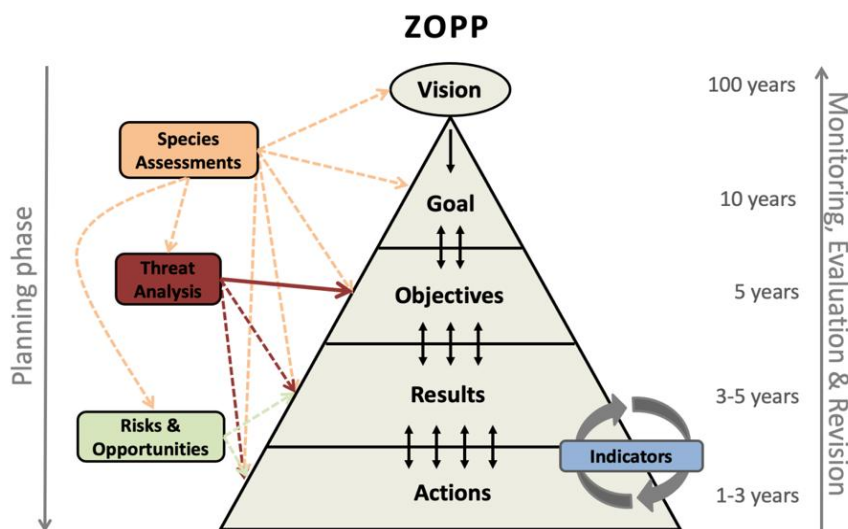 ZOPP
Vision
100 years
Species
Assessments
Goal
10 years
Threat
Analysis
Objectives
5 years
Results
3-5 years
Risks &
Opportunities
Indicators
Actions
1-3 years
Planning phase
Monitoring, Evaluation & Revision